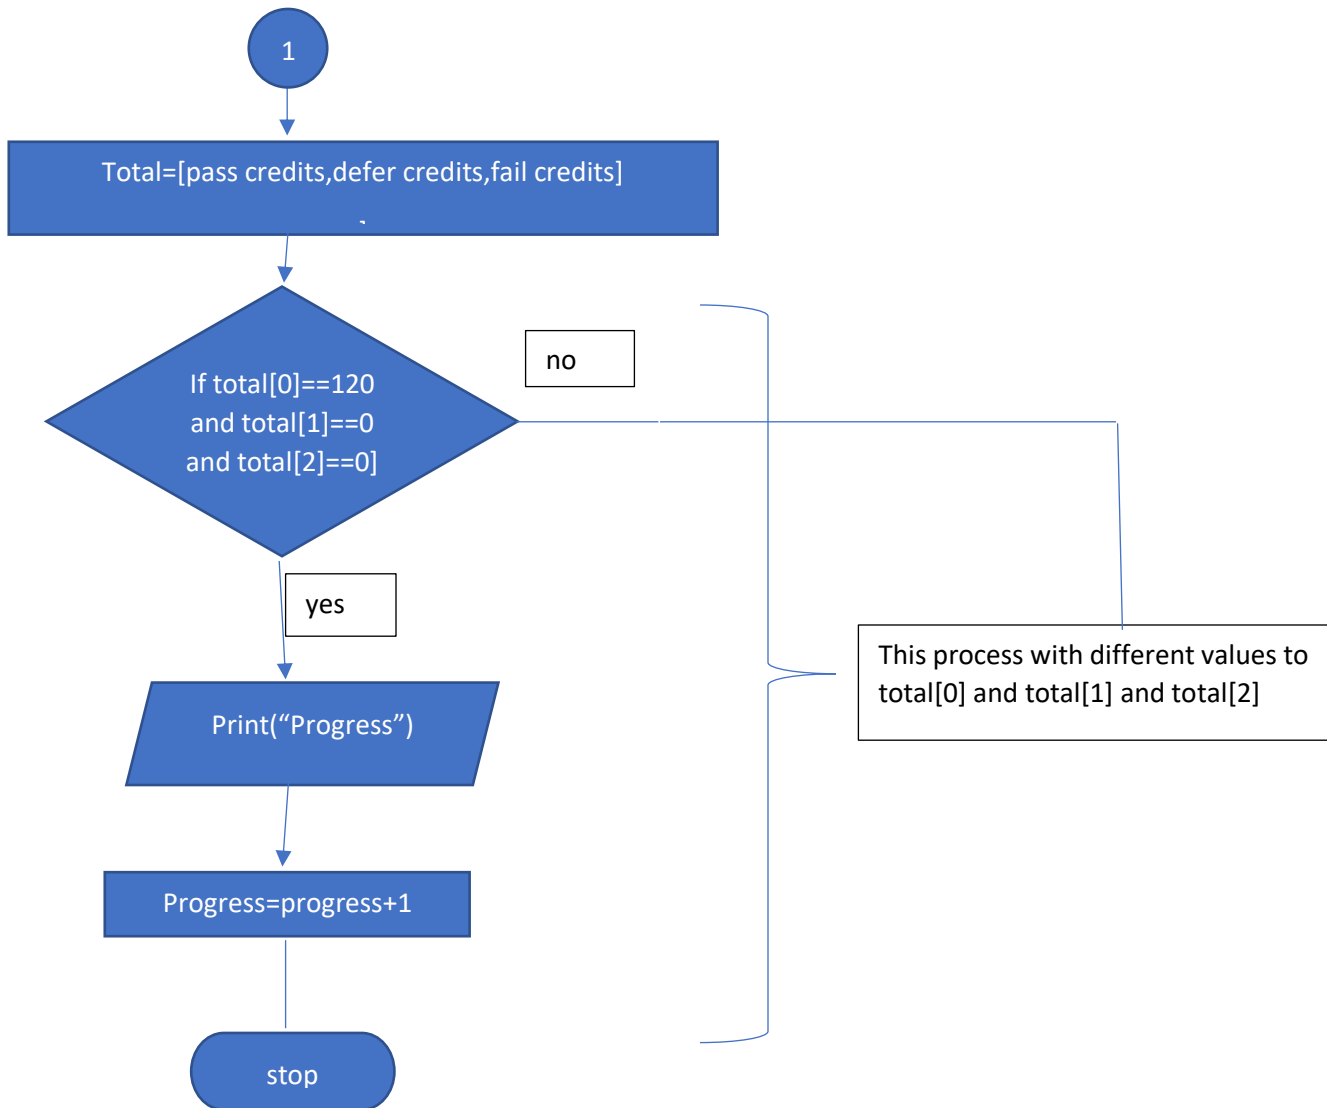 1
Total=[pass credits,defer credits,fail credits]
]
If total[0]==120
and total[1]==0
and total[2]==0]
no
yes
This process with different values to
total[0] and total[1] and total[2]
Print(“Progress”)
Progress=progress+1
stop